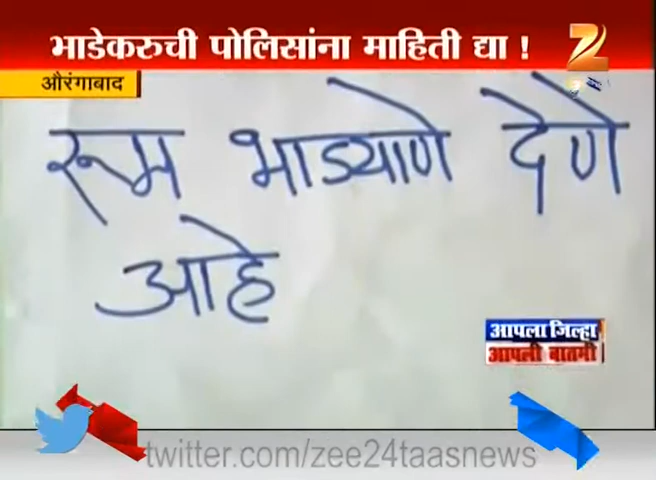 भाडेकरुची पोलिसांना माहिती द्या !
औरंगाबाद
रूम भाड्याणे देणे
आहे
आपला जिल्हा
आपली बातमी
twitter.com/zee24taasnews